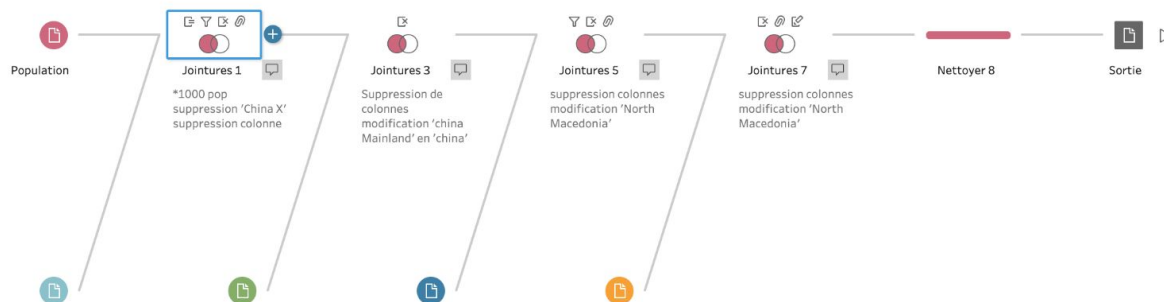 Population
Jointures 1
*1000 pop
suppression 'China X'
suppression colonne
Jointures 3
Suppression de
colonnes
modification 'china
Mainland' en 'china'
Jointures 5
suppression colonnes
modification 'North
Macedonia'
Jointures 7
suppression colonnes
modification 'North
Macedonia'
Nettoyer 8
Sortie